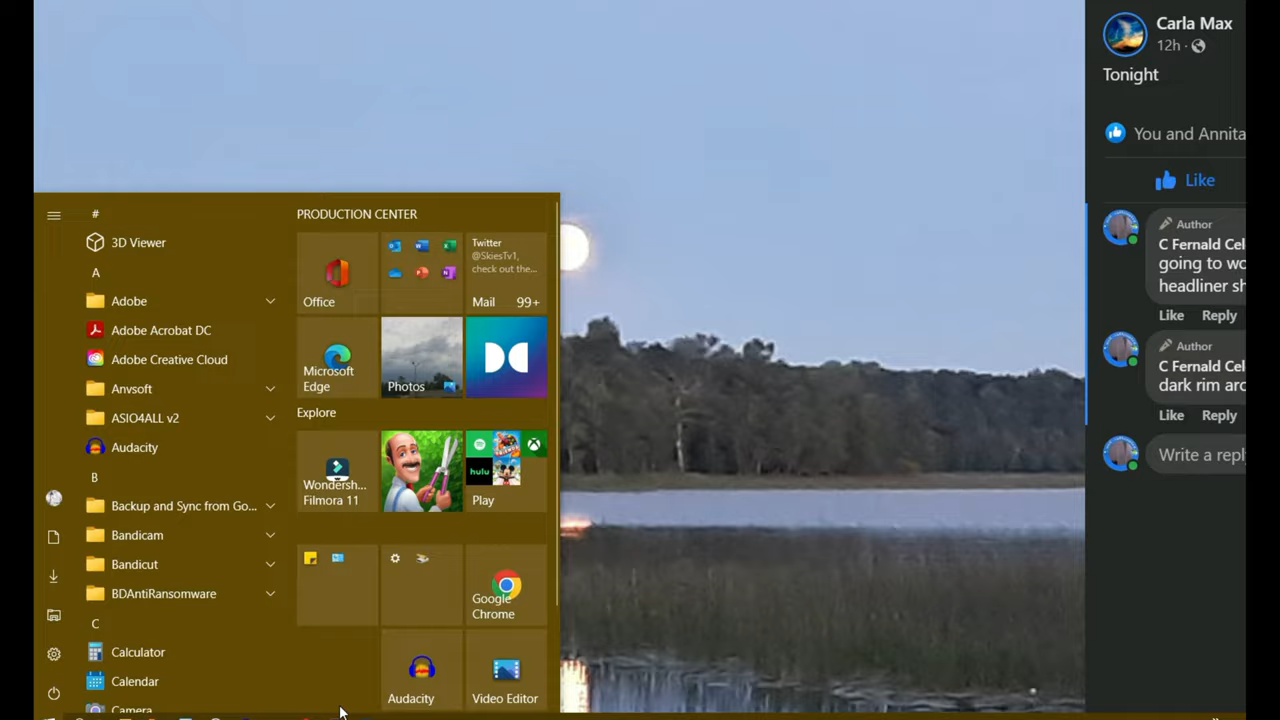 #
3D Viewer
A
Adobe
Adobe Acrobat DC
Adobe Creative Cloud
Anvsoft
ASIO4ALL v2
Audacity
B
Backup and Sync from Go...
Bandicam
Bandicut
BDAntiRansomware
C
Calculator
Calendar
Camera
PRODUCTION CENTER
Office
Twitter
@SkiesTv1,
check out the...
Mail 99+
Microsoft
Edge
Photos
Explore
Wondersh...
Filmora 11
hulu
Play
Google
Chrome
Audacity
Video Editor
Carla Max
12h ·
Tonight
You and Annita
Like
Author
C Fernald Cel
going to wo
headliner sh
Like Reply
Author
C Fernald Cel
dark rim aro
Like Reply
Write a reply